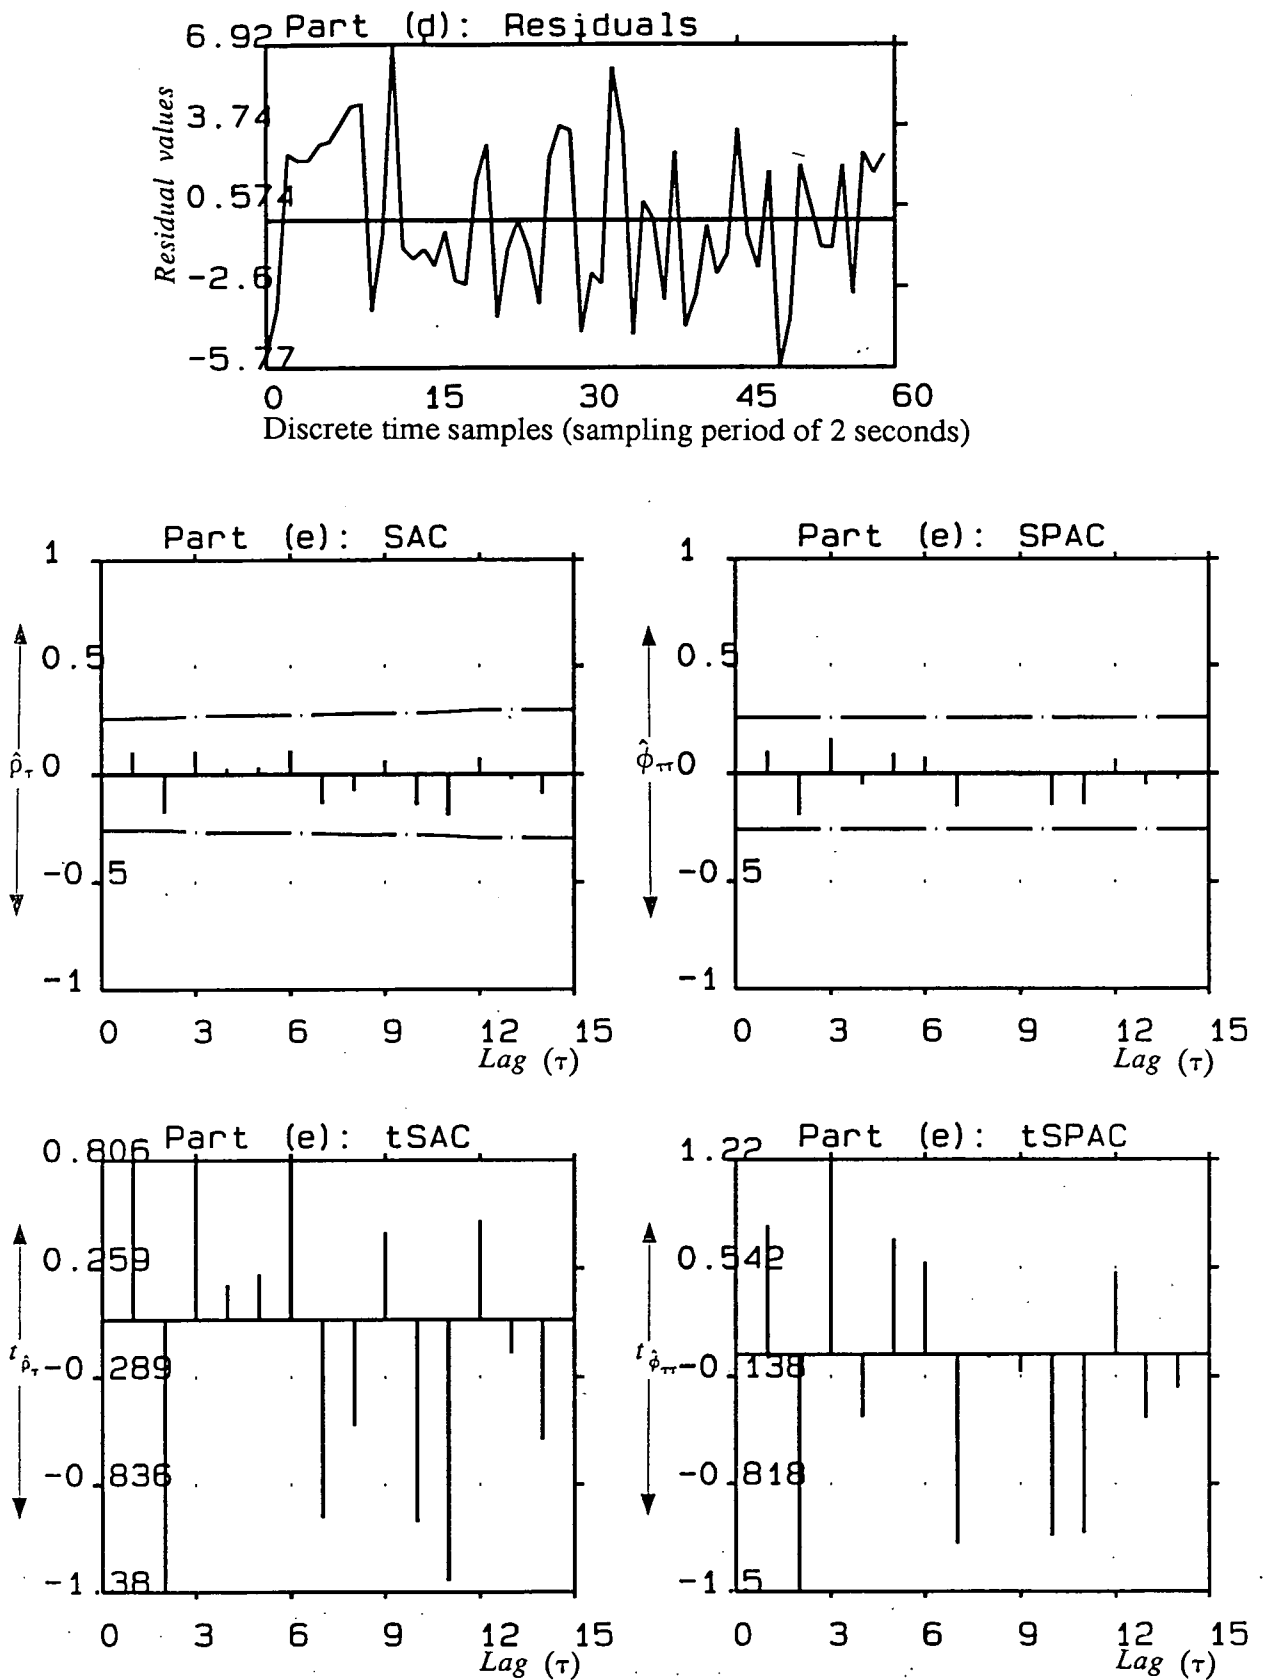 Part (d): Residuals
6.92
3.74
0.574
-2.6
-5.77
Residual values
0 15 30 45 60
Discrete time samples (sampling period of 2 seconds)
Part (e): SAC
1
0.5
0
-0.5
-1
ρ̂τ
0 3 6 9 12 15
Lag (τ)
Part (e): SPAC
1
0.5
0
-0.5
-1
ϕ̂ττ
0 3 6 9 12 15
Lag (τ)
Part (e): tSAC
0.806
0.259
-0.289
-0.836
-1.38
tρ̂τ
0 3 6 9 12 15
Lag (τ)
Part (e): tSPAC
1.22
0.542
-0.138
-0.818
-1.5
tϕ̂ττ
0 3 6 9 12 15
Lag (τ)